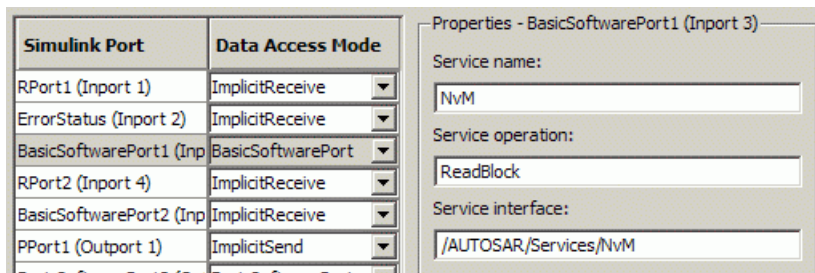 Simulink Port Data Access Mode
RPort1 (Inport 1) ImplicitReceive
ErrorStatus (Inport 2) ImplicitReceive
BasicSoftwarePort1 (Inp BasicSoftwarePort
RPort2 (Inport 4) ImplicitReceive
BasicSoftwarePort2 (Inp ImplicitReceive
PPort1 (Outport 1) ImplicitSend
Properties - BasicSoftwarePort1 (Inport 3)
Service name:
NvM
Service operation:
ReadBlock
Service interface:
/AUTOSAR/Services/NvM